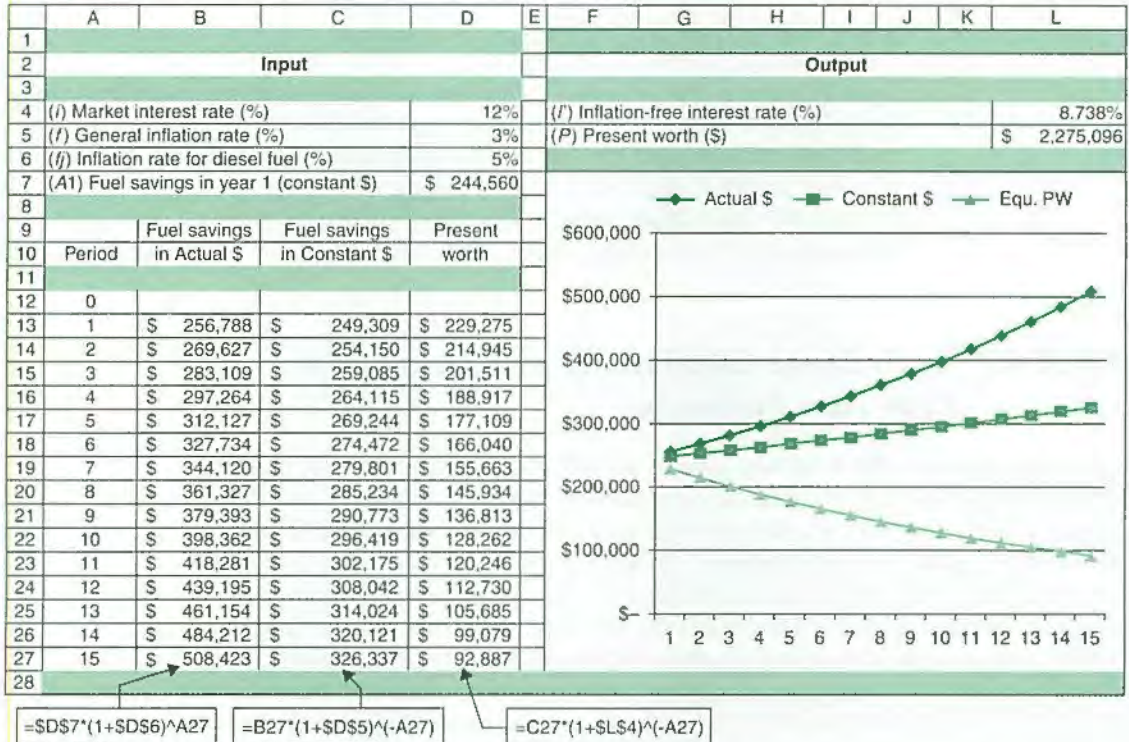 A B C D E F G H I J K L
1
2 Input Output
3
4 (i) Market interest rate (%) 12% (i') Inflation-free interest rate (%) 8.738%
5 (f) General inflation rate (%) 3% (P) Present worth ($) $ 2,275,096
6 (fj) Inflation rate for diesel fuel (%) 5%
7 (A1) Fuel savings in year 1 (constant $) $ 244,560
8
9 Fuel savings Fuel savings Present
10 Period in Actual $ in Constant $ worth
11
12 0
13 1 $ 256,788 $ 249,309 $ 229,275
14 2 $ 269,627 $ 254,150 $ 214,945
15 3 $ 283,109 $ 259,085 $ 201,511
16 4 $ 297,264 $ 264,115 $ 188,917
17 5 $ 312,127 $ 269,244 $ 177,109
18 6 $ 327,734 $ 274,472 $ 166,040
19 7 $ 344,120 $ 279,801 $ 155,663
20 8 $ 361,327 $ 285,234 $ 145,934
21 9 $ 379,393 $ 290,773 $ 136,813
22 10 $ 398,362 $ 296,419 $ 128,262
23 11 $ 418,281 $ 302,175 $ 120,246
24 12 $ 439,195 $ 308,042 $ 112,730
25 13 $ 461,154 $ 314,024 $ 105,685
26 14 $ 484,212 $ 320,121 $ 99,079
27 15 $ 508,423 $ 326,337 $ 92,887
28
Actual $ Constant $ Equ. PW
$600,000
$500,000
$400,000
$300,000
$200,000
$100,000
$–
1 2 3 4 5 6 7 8 9 10 11 12 13 14 15
=$D$7*(1+$D$6)^A27 =B27*(1+$D$5)^(-A27) =C27*(1+$L$4)^(-A27)